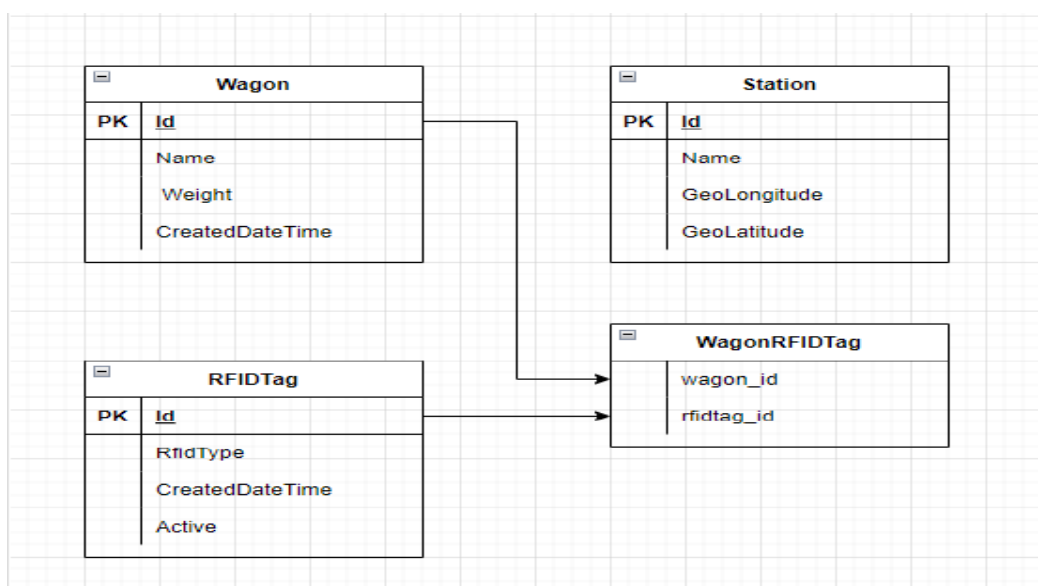 Wagon
PK Id
Name
Weight
CreatedDateTime
Station
PK Id
Name
GeoLongitude
GeoLatitude
RFIDTag
PK Id
RfidType
CreatedDateTime
Active
WagonRFIDTag
wagon_id
rfidtag_id